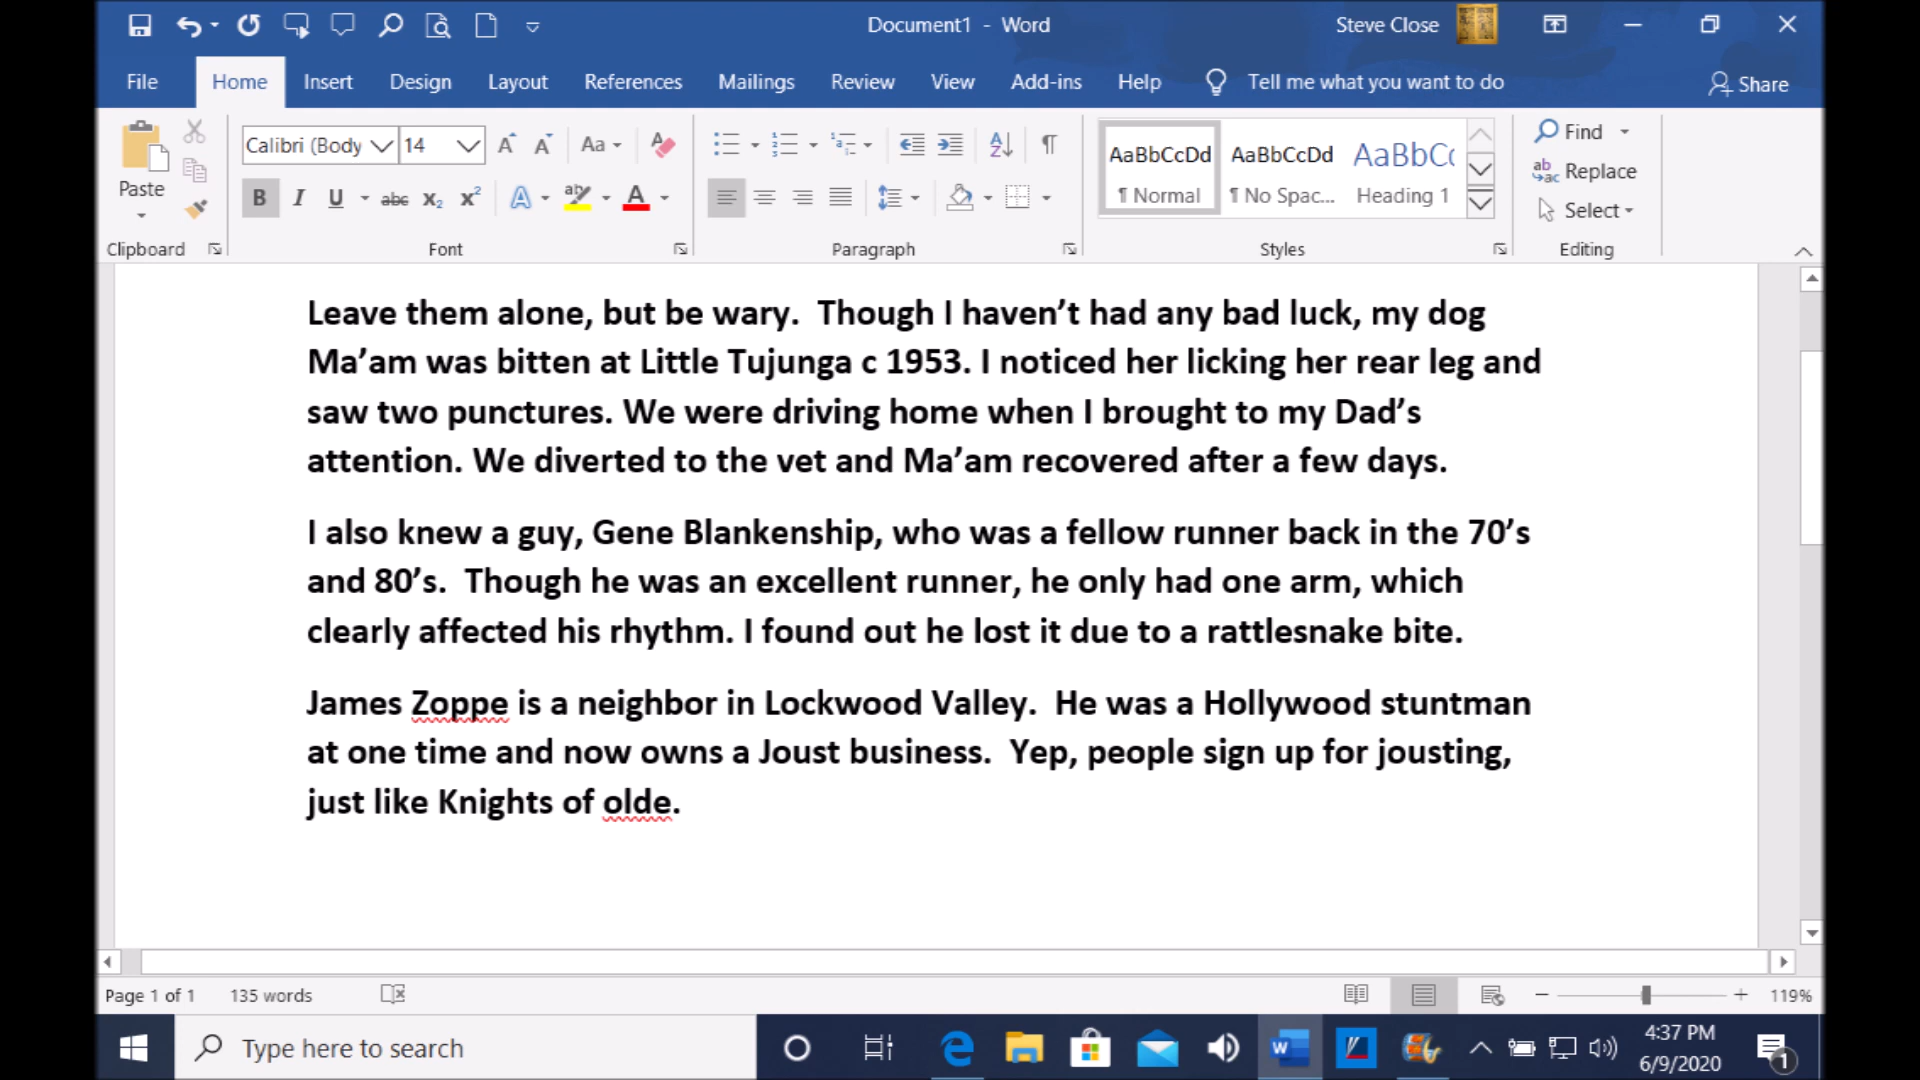 Document1 - Word
Steve Close
File Home Insert Design Layout References Mailings Review View Add-ins Help Tell me what you want to do Share
Paste
Clipboard
Calibri (Body 14
Aa
B I U abc x₂ x² A aby A
Font
Paragraph
AaBbCcDd AaBbCcDd AaBbCc
¶ Normal ¶ No Spac... Heading 1
Styles
Find
Replace
Select
Editing
Leave them alone, but be wary.  Though I haven’t had any bad luck, my dog
Ma’am was bitten at Little Tujunga c 1953. I noticed her licking her rear leg and
saw two punctures. We were driving home when I brought to my Dad’s
attention. We diverted to the vet and Ma’am recovered after a few days.
I also knew a guy, Gene Blankenship, who was a fellow runner back in the 70’s
and 80’s.  Though he was an excellent runner, he only had one arm, which
clearly affected his rhythm. I found out he lost it due to a rattlesnake bite.
James Zoppe is a neighbor in Lockwood Valley.  He was a Hollywood stuntman
at one time and now owns a Joust business.  Yep, people sign up for jousting,
just like Knights of olde.
Page 1 of 1 135 words
119%
Type here to search
4:37 PM
6/9/2020
1